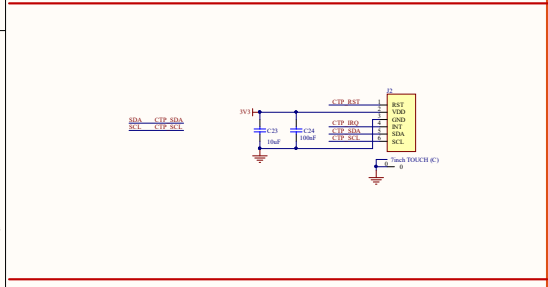 J2
CTP_RST 1 RST
3V3 2 VDD
3 GND
CTP_IRQ 4 INT
SDA CTP_SDA CTP_SDA 5 SDA
SCL CTP_SCL CTP_SCL 6 SCL
C23 C24
10uF 100nF
7inch TOUCH (C)
0 0